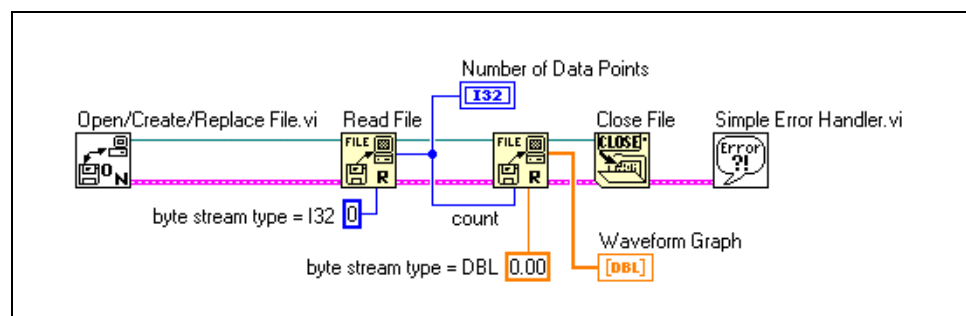 Number of Data Points
I32
Open/Create/Replace File.vi
Read File
Close File
Simple Error Handler.vi
O N
FILE
R
FILE
R
CLOSE
Error ?!
byte stream type = I32
0
count
byte stream type = DBL
0.00
Waveform Graph
[DBL]